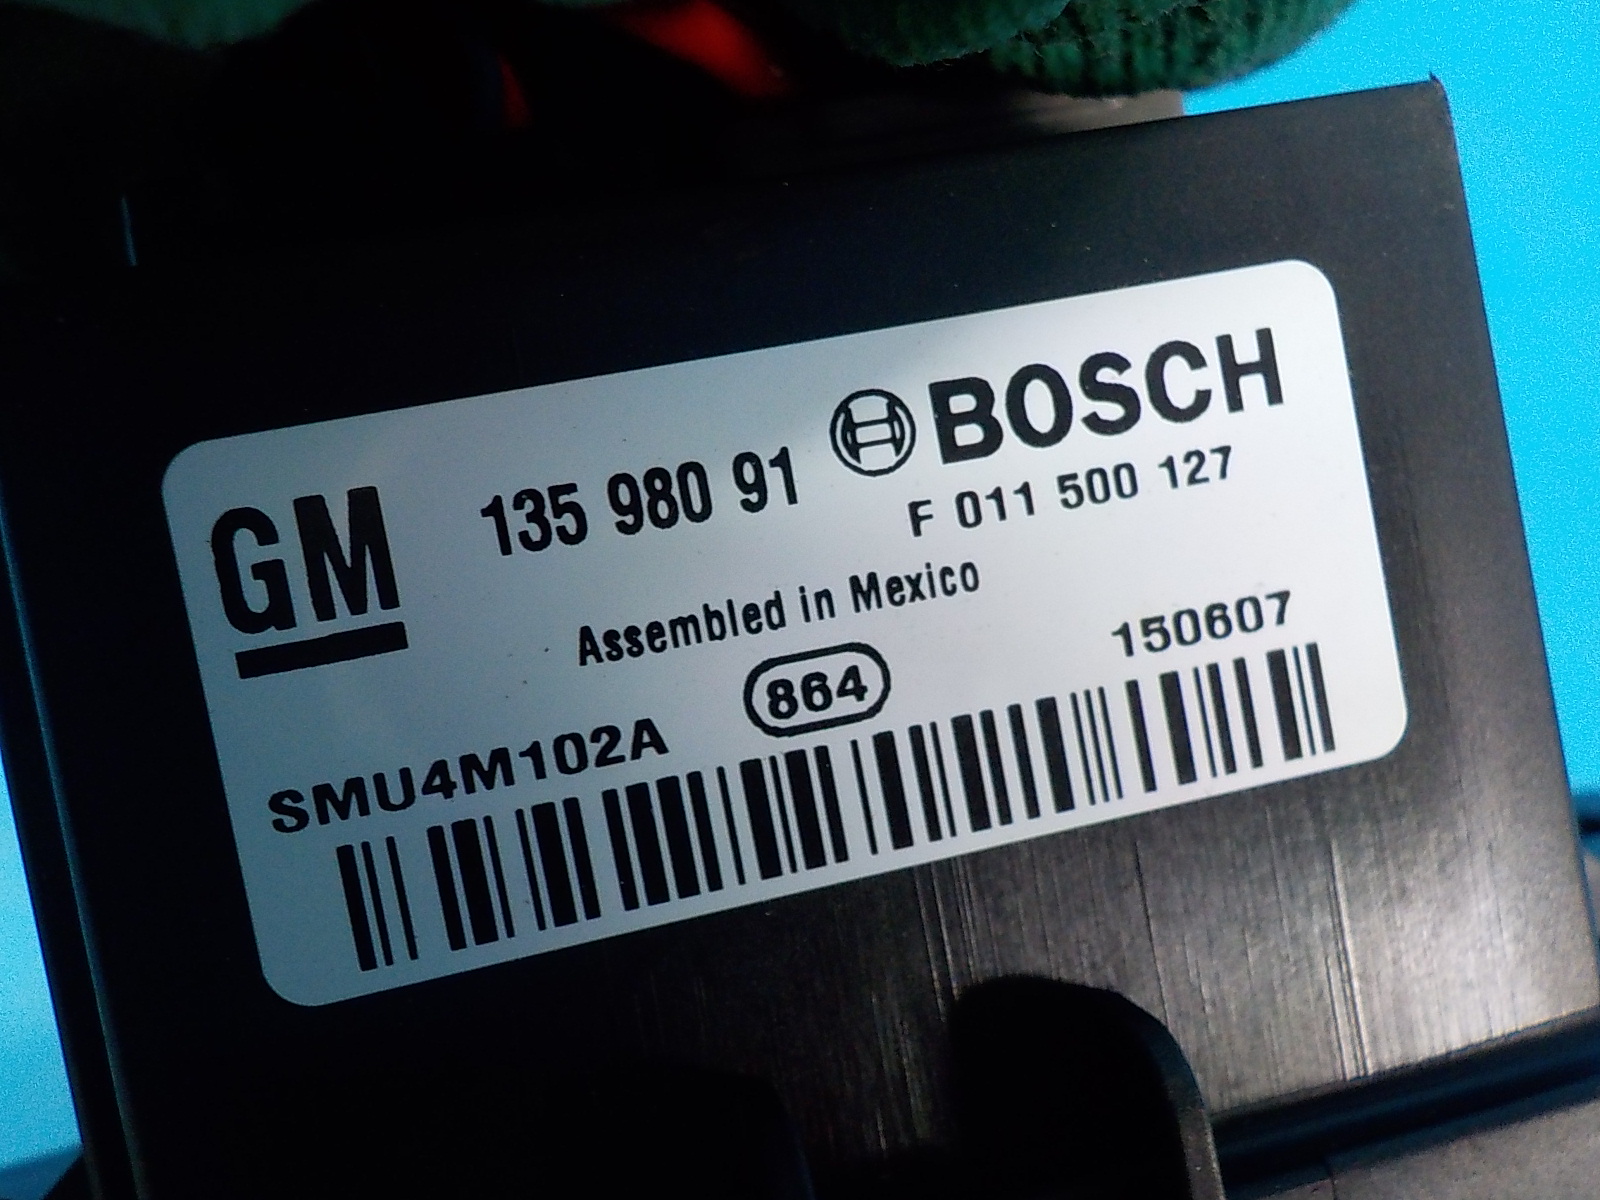 GM 135 980 91 BOSCH
F 011 500 127
Assembled in Mexico
864 150607
SMU4M102A